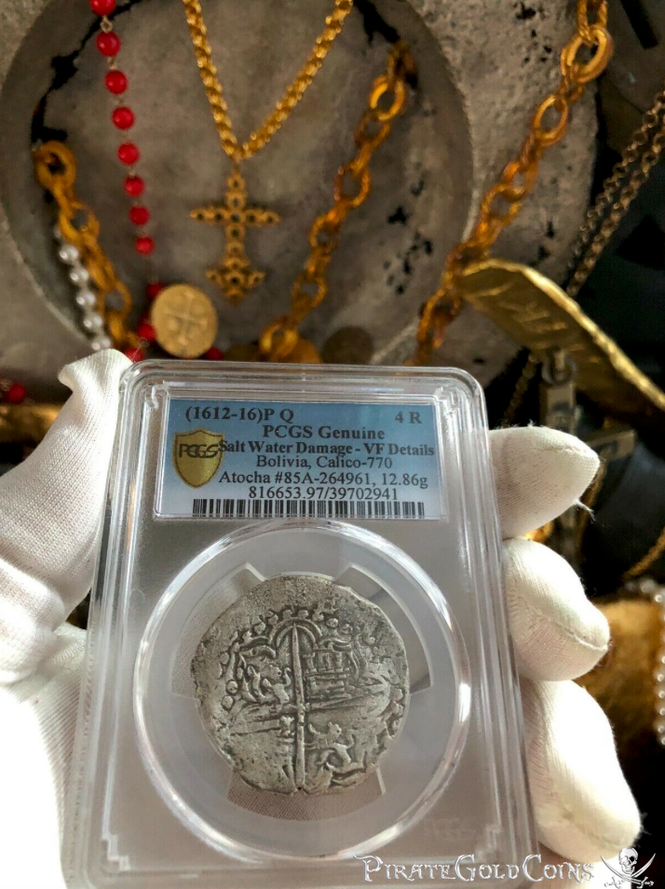 (1612-16)P Q 4 R
PCGS Genuine
PCGS Salt Water Damage - VF Details
Bolivia, Calico-770
Atocha #85A-264961, 12.86g
816653.97/39702941
PIRATEGOLDCOINS